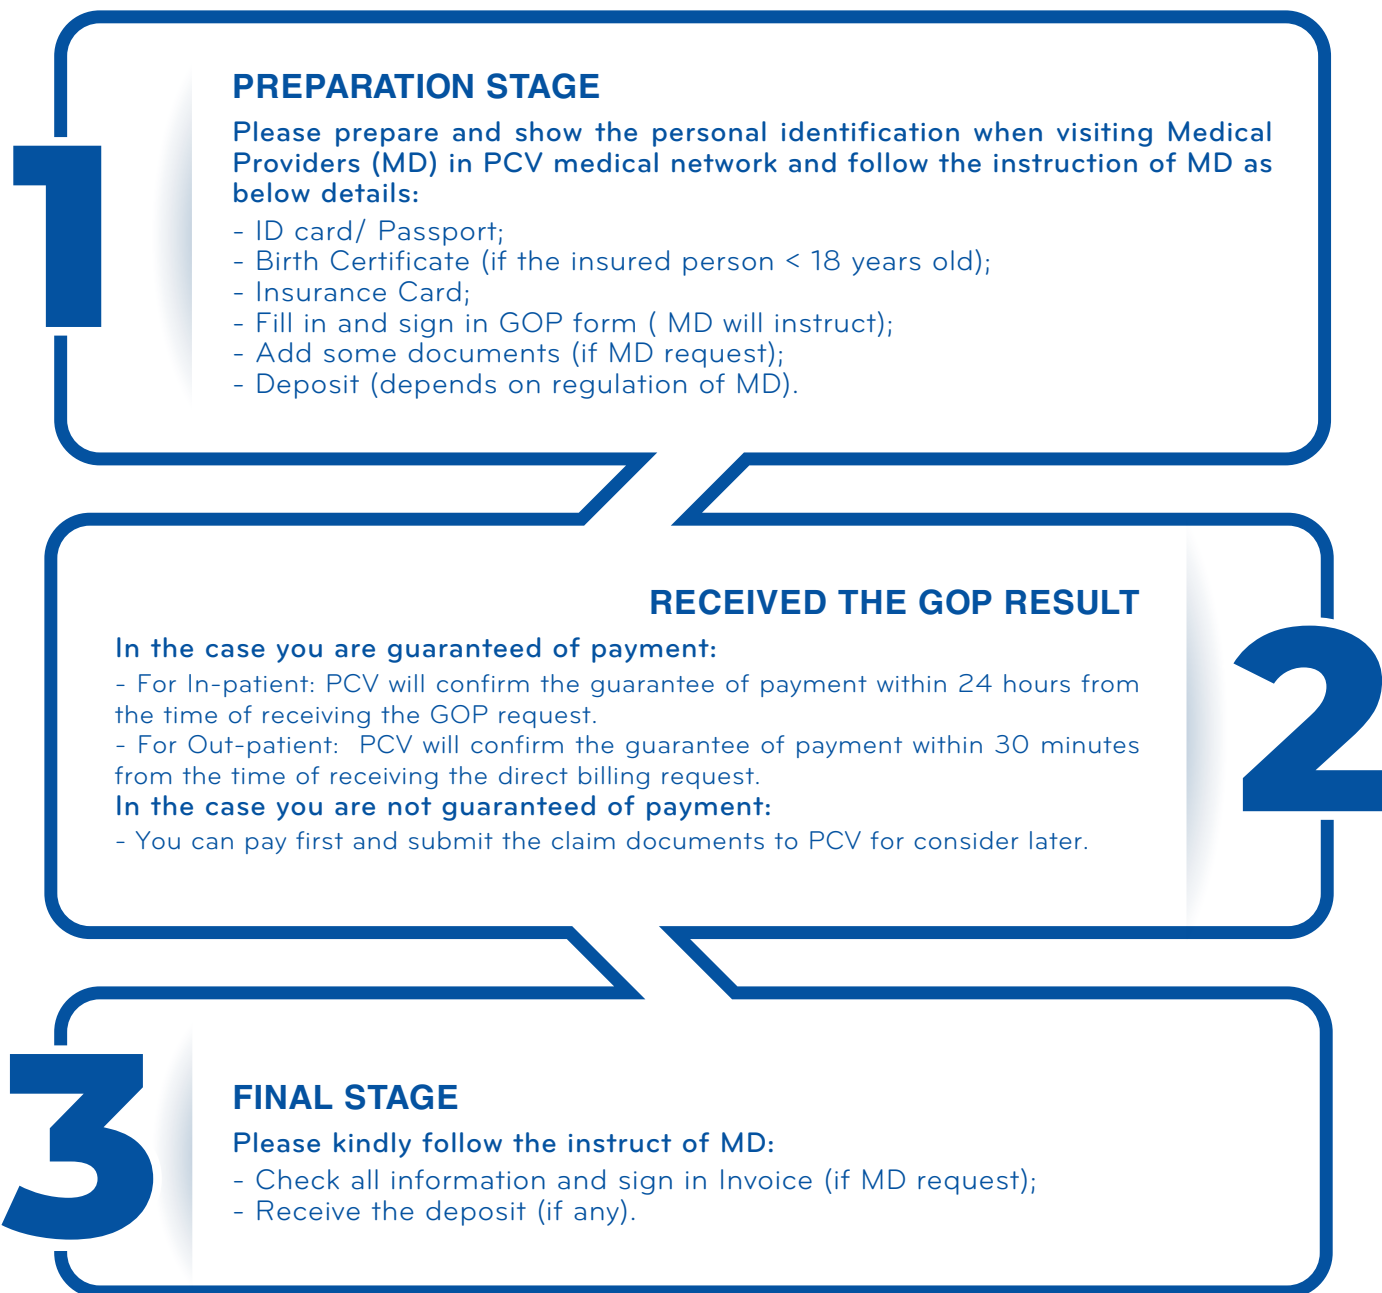 1
PREPARATION STAGE
Please prepare and show the personal identification when visiting Medical
Providers (MD) in PCV medical network and follow the instruction of MD as
below details:
- ID card/ Passport;
- Birth Certificate (if the insured person < 18 years old);
- Insurance Card;
- Fill in and sign in GOP form ( MD will instruct);
- Add some documents (if MD request);
- Deposit (depends on regulation of MD).
2
RECEIVED THE GOP RESULT
In the case you are guaranteed of payment:
- For In-patient: PCV will confirm the guarantee of payment within 24 hours from
the time of receiving the GOP request.
- For Out-patient:  PCV will confirm the guarantee of payment within 30 minutes
from the time of receiving the direct billing request.
In the case you are not guaranteed of payment:
- You can pay first and submit the claim documents to PCV for consider later.
3
FINAL STAGE
Please kindly follow the instruct of MD:
- Check all information and sign in Invoice (if MD request);
- Receive the deposit (if any).